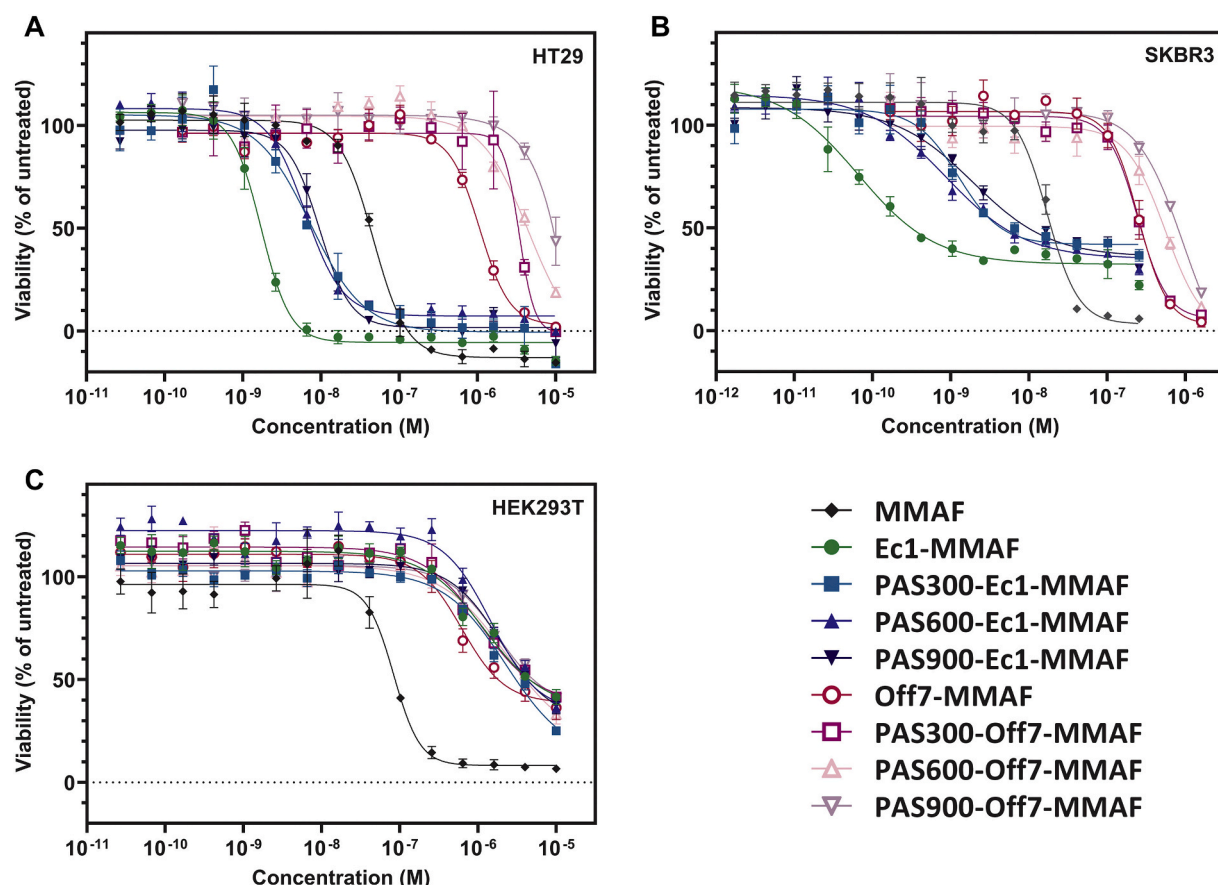 A
HT29
Viability (% of untreated)
100
50
0
10-11 10-10 10-9 10-8 10-7 10-6 10-5
Concentration (M)
B
SKBR3
Viability (% of untreated)
100
50
0
10-12 10-11 10-10 10-9 10-8 10-7 10-6
Concentration (M)
C
HEK293T
Viability (% of untreated)
100
50
0
10-11 10-10 10-9 10-8 10-7 10-6 10-5
Concentration (M)
MMAF
Ec1-MMAF
PAS300-Ec1-MMAF
PAS600-Ec1-MMAF
PAS900-Ec1-MMAF
Off7-MMAF
PAS300-Off7-MMAF
PAS600-Off7-MMAF
PAS900-Off7-MMAF